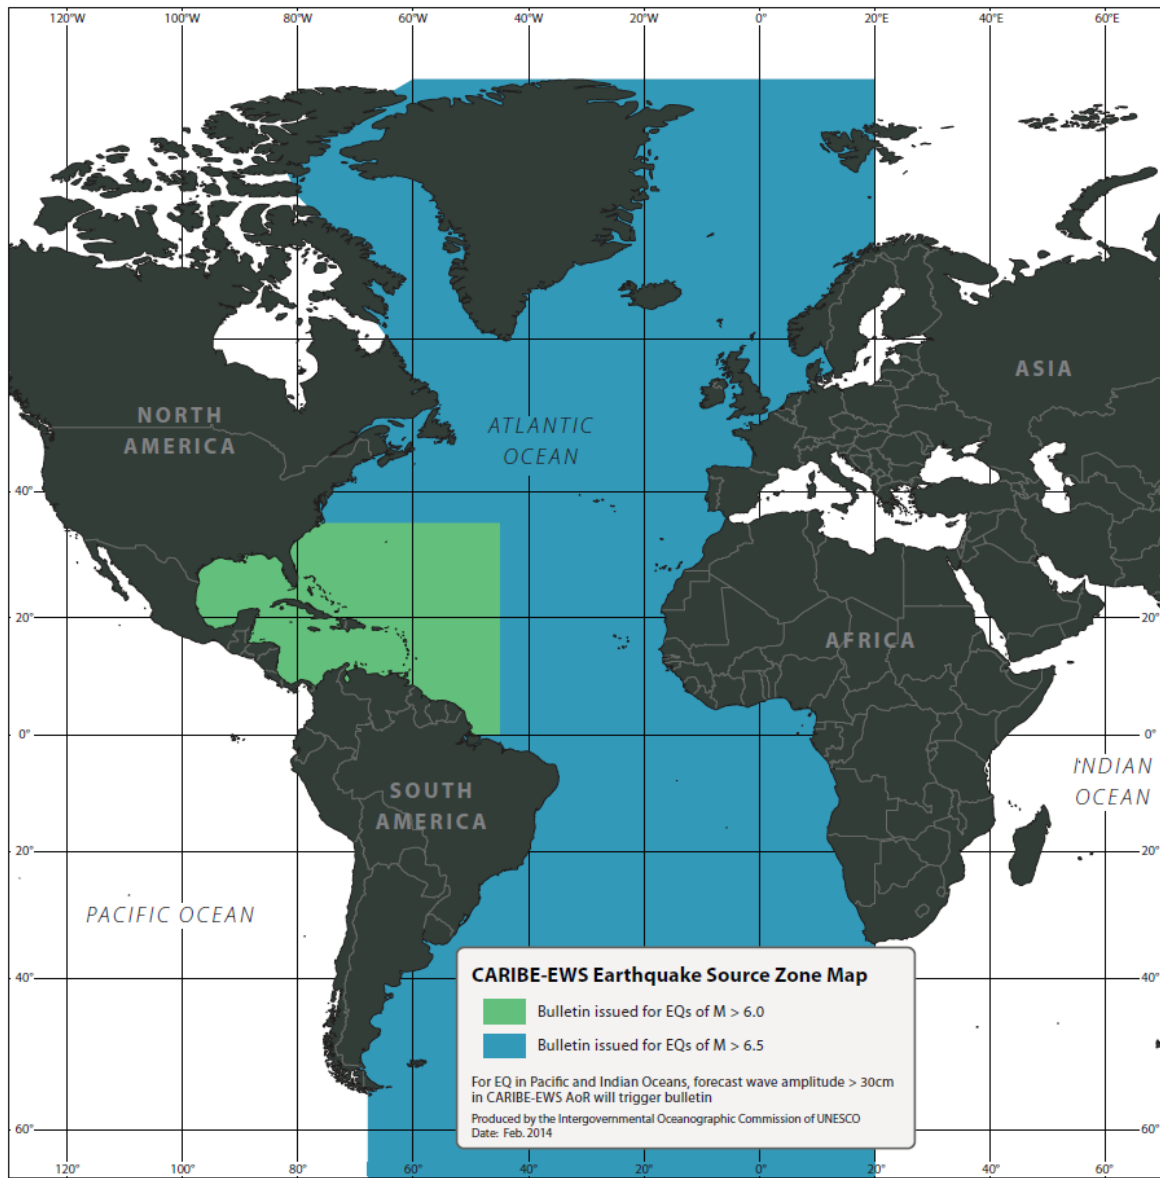 120°W 100°W 80°W 60°W 40°W 20°W 0° 20°E 40°E 60°E
ASIA
NORTH
AMERICA
ATLANTIC
OCEAN
40° 40°
20° 20°
AFRICA
0° 0°
INDIAN
OCEAN
SOUTH
AMERICA
20° 20°
PACIFIC OCEAN
CARIBE-EWS Earthquake Source Zone Map
40° 40°
Bulletin issued for EQs of M > 6.0
Bulletin issued for EQs of M > 6.5
For EQ in Pacific and Indian Oceans, forecast wave amplitude > 30cm
in CARIBE-EWS AoR will trigger bulletin
Produced by the Intergovernmental Oceanographic Commission of UNESCO
Date: Feb. 2014
60° 60°
120° 100° 80° 60° 40° 20° 0° 20° 40° 60°